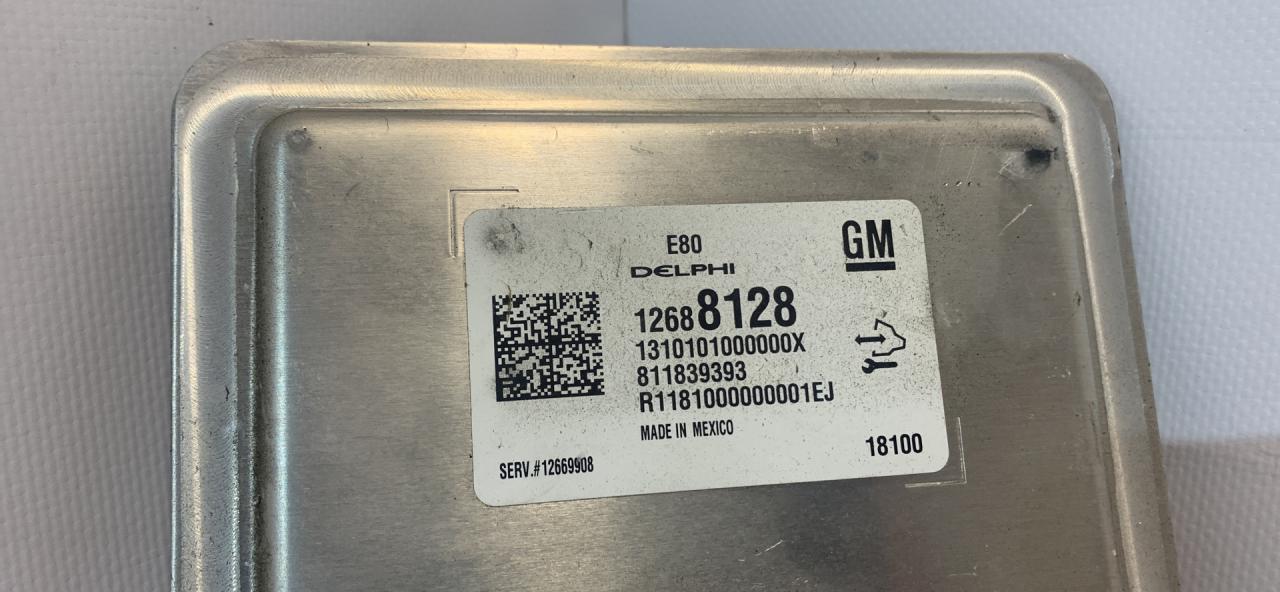 E80
GM
DELPHI
12688128
1310101000000X
811839393
R1181000000001EJ
MADE IN MEXICO
18100
SERV.#12669908